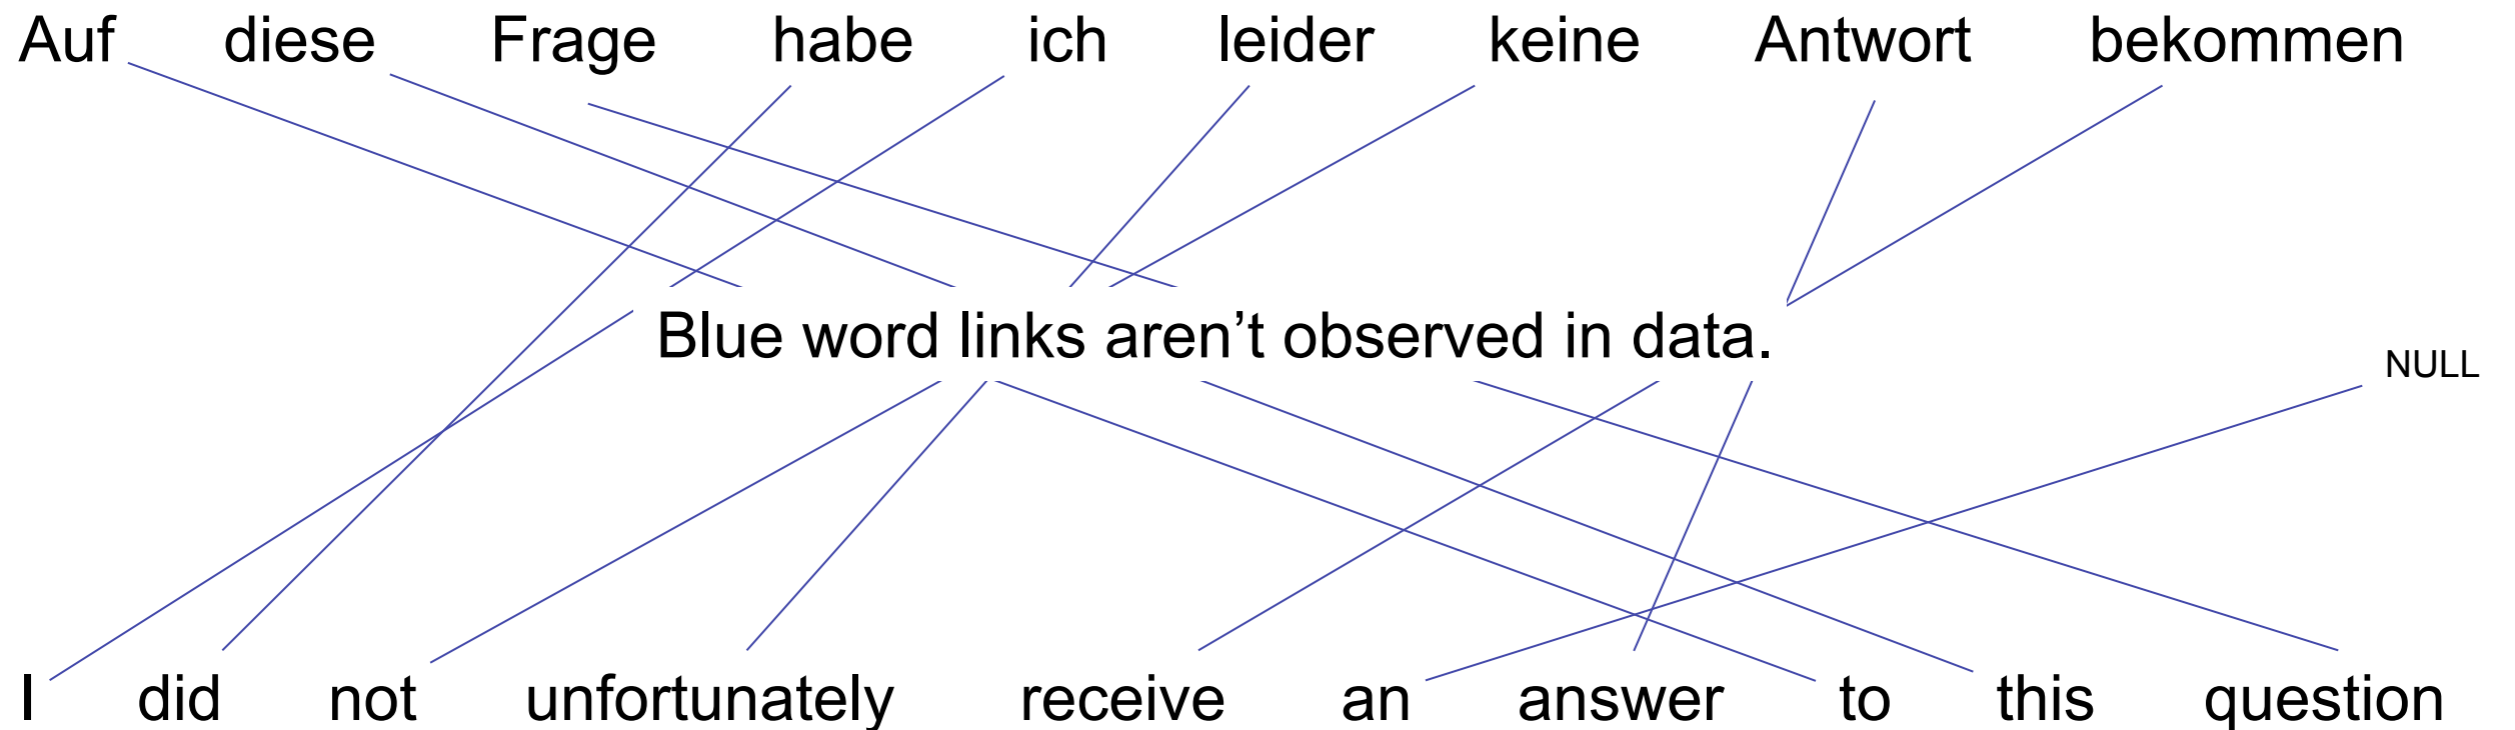 Auf diese Frage habe ich leider keine Antwort bekommen
Blue word links aren’t observed in data.
NULL
I did not unfortunately receive an answer to this question